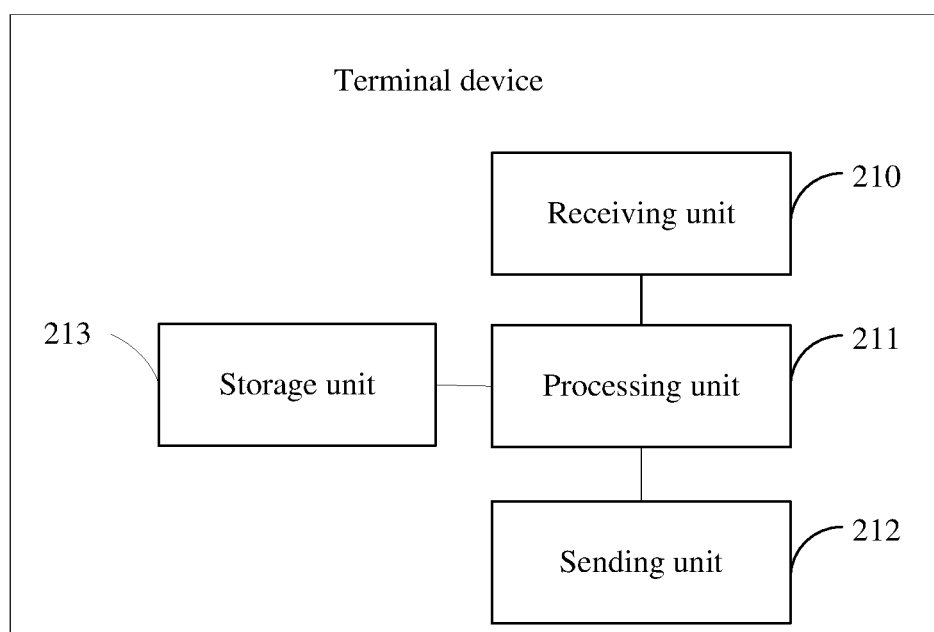 Terminal device
Receiving unit
210
213
Storage unit
Processing unit
211
Sending unit
212